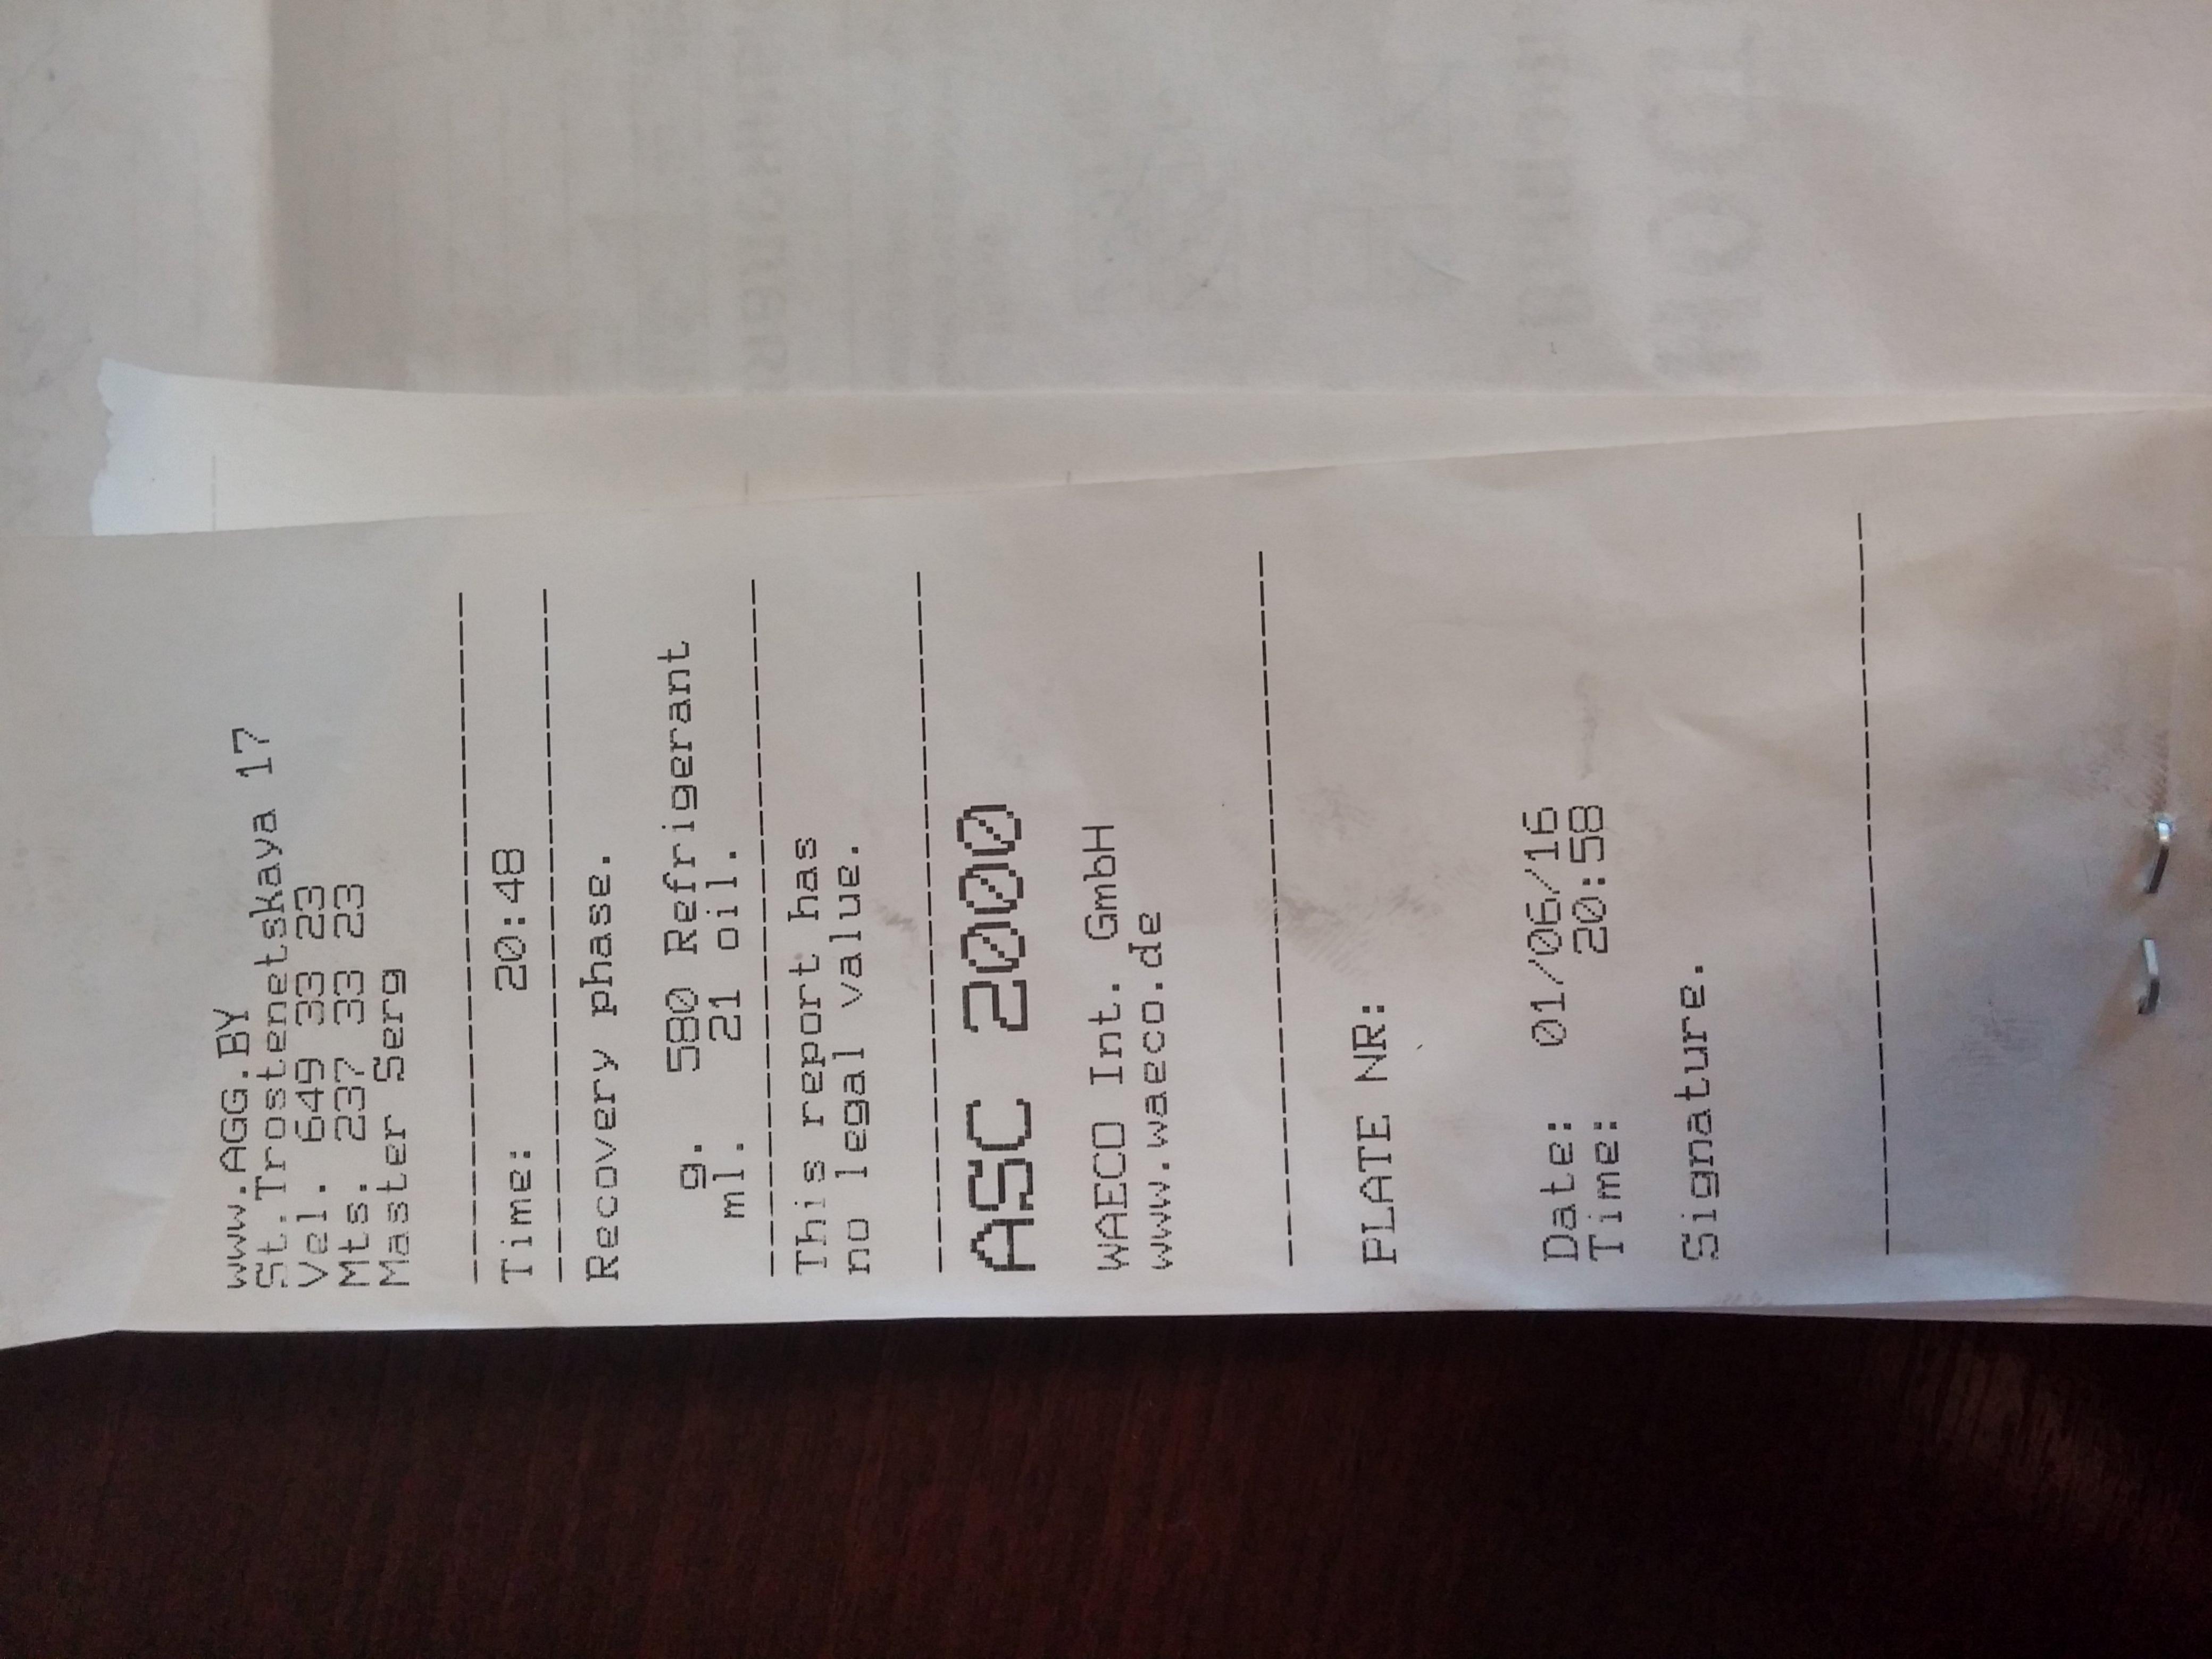 www.AGG.BY
St.Trostenetskaya 17
Vel. 649 33 23
Mts. 237 33 23
Master Serg
--------------------------------
Time: 20:48
--------------------------------
Recovery phase.
g. 580 Refrigerant
ml. 21 oil.
--------------------------------
This report has
no legal value.
--------------------------------
ASC 2000
WAECO Int. GmbH
www.waeco.de
--------------------------------
PLATE NR:
Date: 01/06/16
Time: 20:58
Signature.
--------------------------------